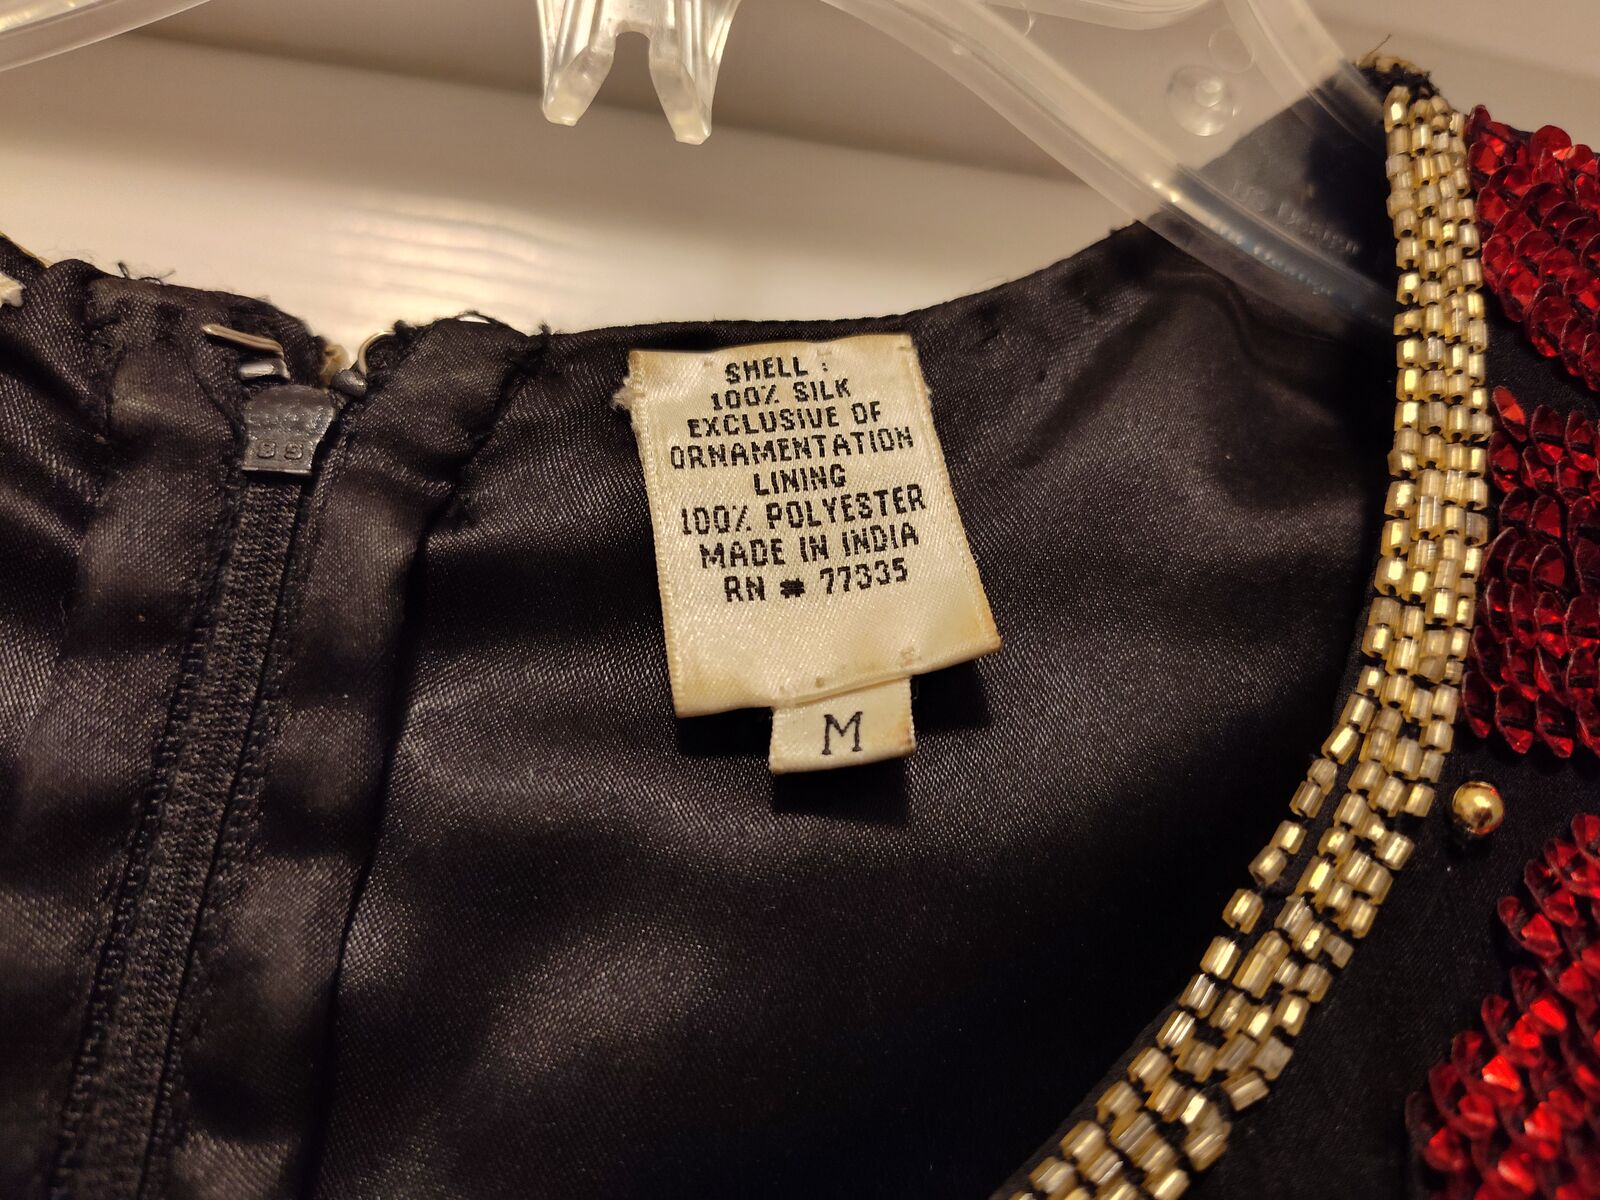 SHELL :
100% SILK
EXCLUSIVE OF
ORNAMENTATION
LINING
100% POLYESTER
MADE IN INDIA
RN # 77335
M